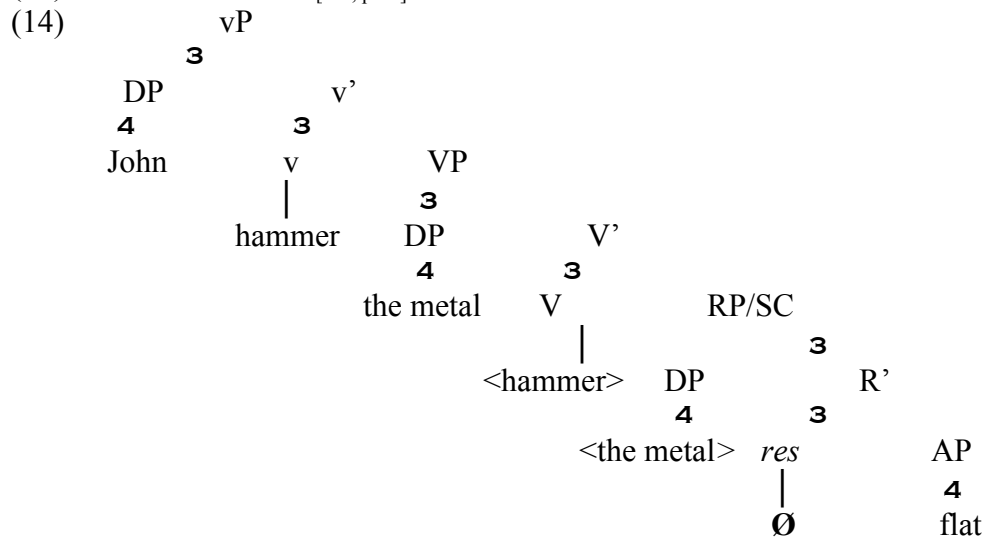 (14) vP
3
DP v’
4 3
John v VP
3
hammer DP V’
4 3
the metal V RP/SC
3
<hammer> DP R’
4 3
<the metal> res AP
4
Ø flat